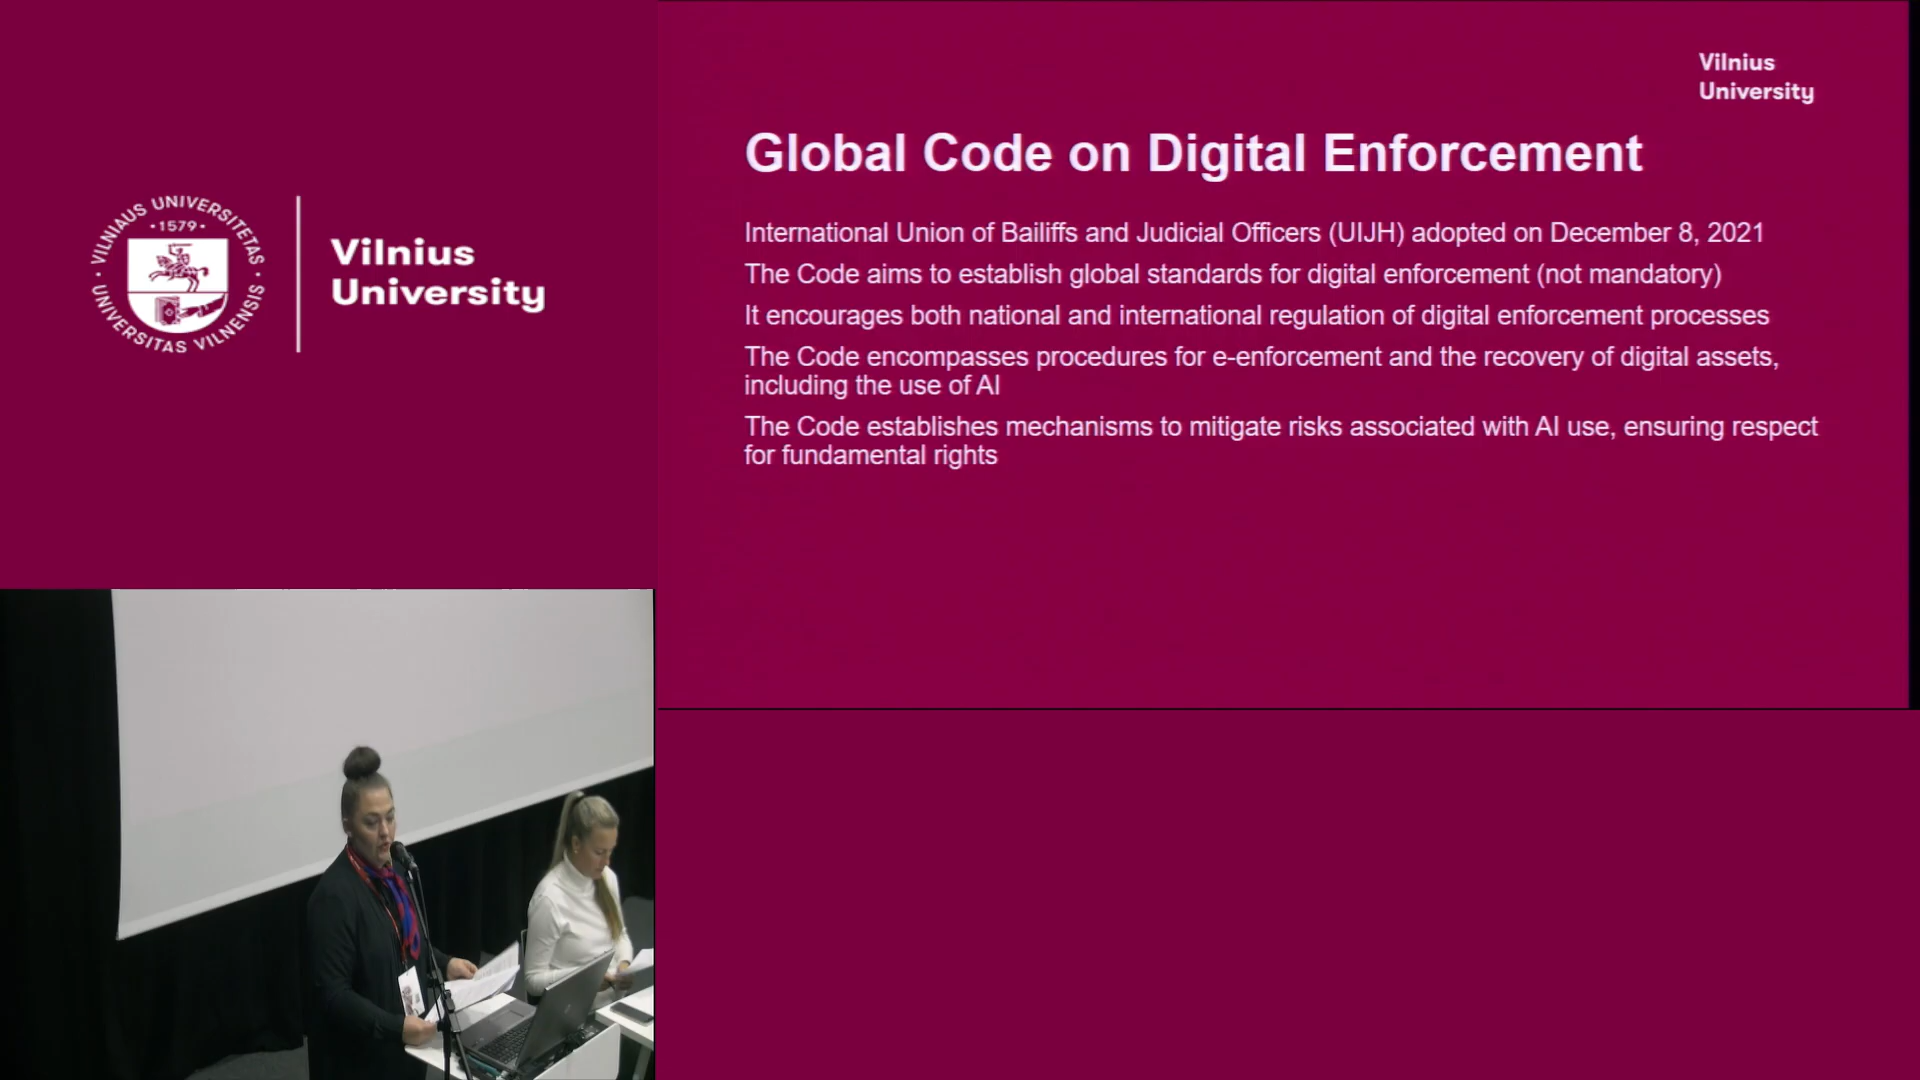 VILNIAUS UNIVERSITETAS
•1579•
UNIVERSITAS VILNENSIS
Vilnius
University
Vilnius
University
Global Code on Digital Enforcement
International Union of Bailiffs and Judicial Officers (UIJH) adopted on December 8, 2021
The Code aims to establish global standards for digital enforcement (not mandatory)
It encourages both national and international regulation of digital enforcement processes
The Code encompasses procedures for e-enforcement and the recovery of digital assets,
including the use of AI
The Code establishes mechanisms to mitigate risks associated with AI use, ensuring respect
for fundamental rights